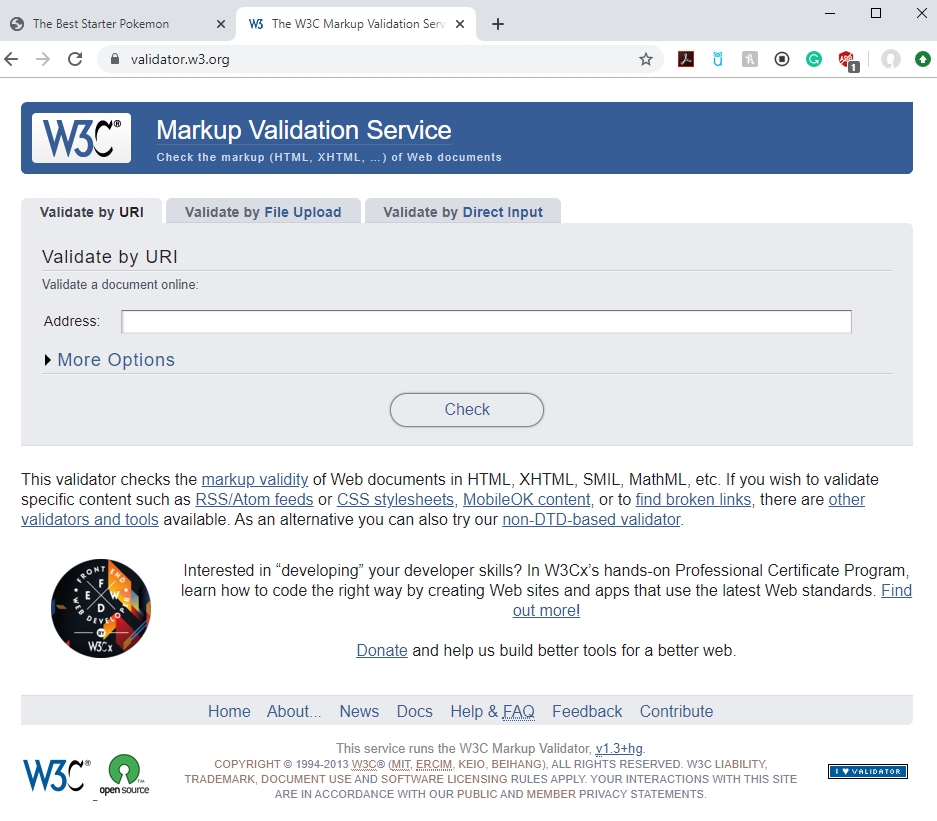 The Best Starter Pokemon
W3 The W3C Markup Validation Serv
validator.w3.org
1
W3C® Markup Validation Service
Check the markup (HTML, XHTML, …) of Web documents
Validate by URI Validate by File Upload Validate by Direct Input
Validate by URI
Validate a document online:
Address:
More Options
Check
This validator checks the markup validity of Web documents in HTML, XHTML, SMIL, MathML, etc. If you wish to validate
specific content such as RSS/Atom feeds or CSS stylesheets, MobileOK content, or to find broken links, there are other
validators and tools available. As an alternative you can also try our non-DTD-based validator.
FRONT END
WEB DEVELOPER
F E W D
BY
W3Cx
Interested in “developing” your developer skills? In W3Cx’s hands-on Professional Certificate Program,
learn how to code the right way by creating Web sites and apps that use the latest Web standards. Find
out more!
Donate and help us build better tools for a better web.
Home About... News Docs Help & FAQ Feedback Contribute
W3C®
open source™
This service runs the W3C Markup Validator, v1.3+hg.
COPYRIGHT © 1994-2013 W3C® (MIT, ERCIM, KEIO, BEIHANG), ALL RIGHTS RESERVED. W3C LIABILITY,
TRADEMARK, DOCUMENT USE AND SOFTWARE LICENSING RULES APPLY. YOUR INTERACTIONS WITH THIS SITE
ARE IN ACCORDANCE WITH OUR PUBLIC AND MEMBER PRIVACY STATEMENTS.
I ♥ VALIDATOR